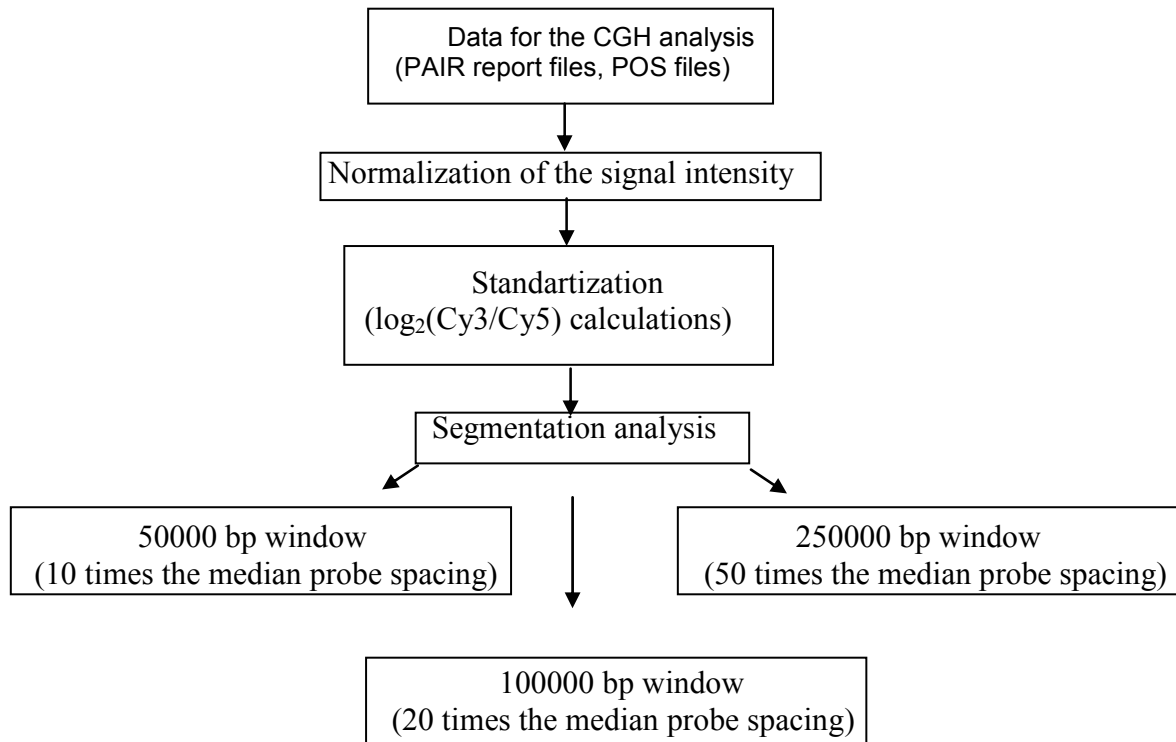 Data for the CGH analysis
(PAIR report files, POS files)
Normalization of the signal intensity
Standartization
(log₂(Cy3/Cy5) calculations)
Segmentation analysis
50000 bp window
(10 times the median probe spacing)
250000 bp window
(50 times the median probe spacing)
100000 bp window
(20 times the median probe spacing)